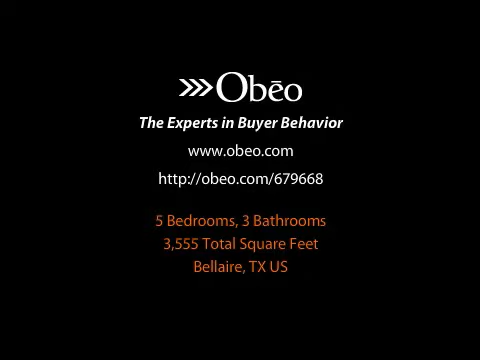 Obēo
The Experts in Buyer Behavior
www.obeo.com
http://obeo.com/679668
5 Bedrooms, 3 Bathrooms
3,555 Total Square Feet
Bellaire, TX US